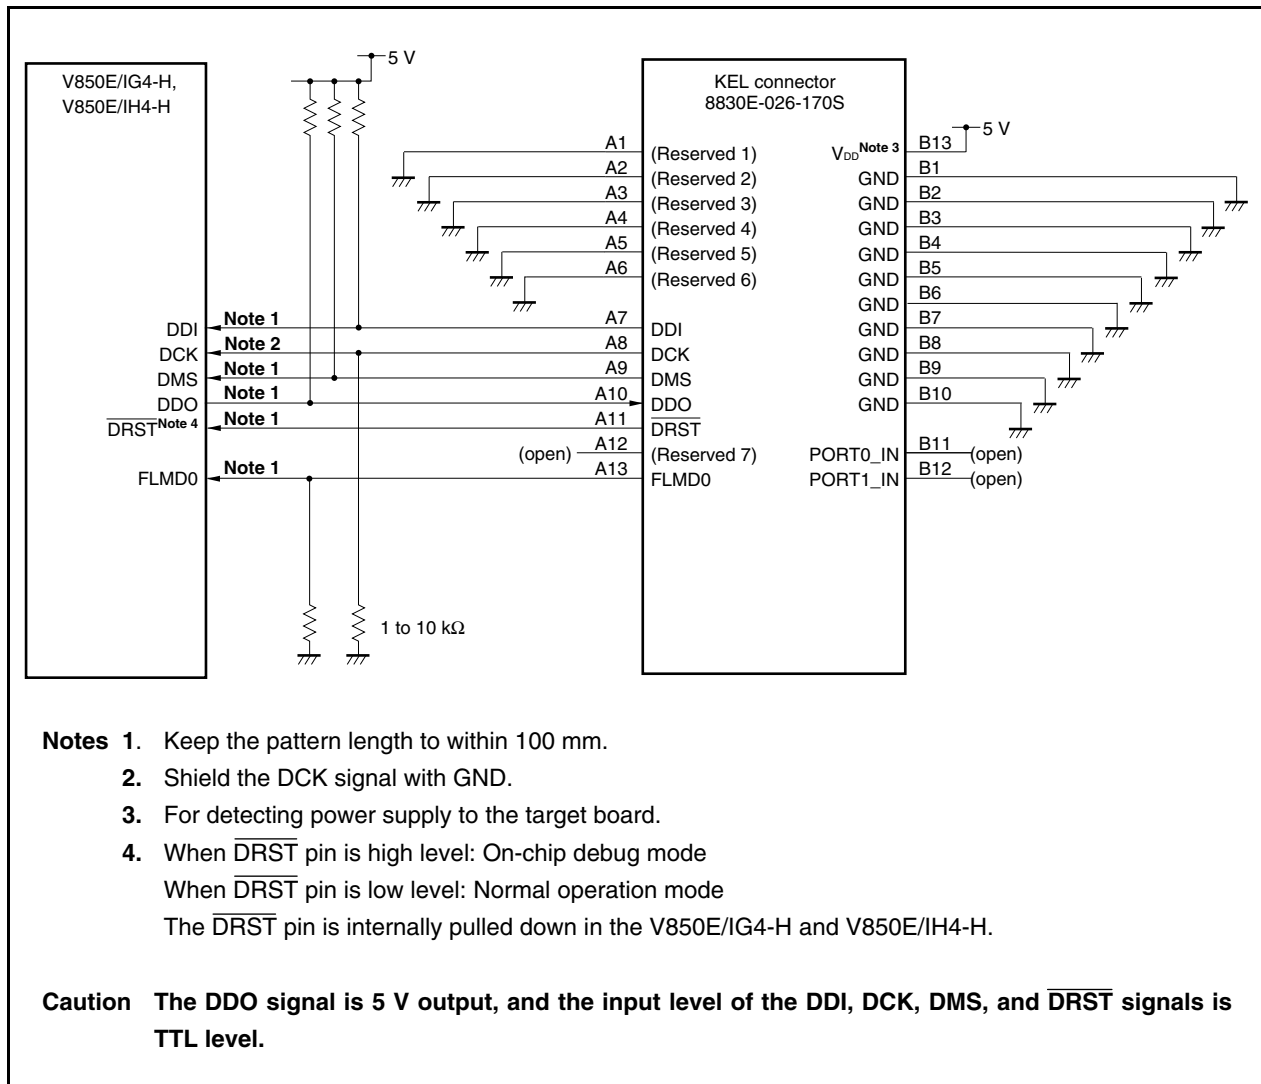 V850E/IG4-H,
V850E/IH4-H
5 V
KEL connector
8830E-026-170S
A1
(Reserved 1)
A2
(Reserved 2)
A3
(Reserved 3)
A4
(Reserved 4)
A5
(Reserved 5)
A6
(Reserved 6)
VDD Note 3
B13
5 V
GND
B1
GND
B2
GND
B3
GND
B4
GND
B5
GND
B6
GND
B7
GND
B8
GND
B9
GND
B10
DDI
Note 1
A7
DDI
DCK
Note 2
A8
DCK
DMS
Note 1
A9
DMS
DDO
Note 1
A10
DDO
DRST Note 4
Note 1
A11
DRST
(open)
A12
(Reserved 7)
PORT0_IN
B11
(open)
FLMD0
Note 1
A13
FLMD0
PORT1_IN
B12
(open)
1 to 10 kΩ
Notes 1. Keep the pattern length to within 100 mm.
2. Shield the DCK signal with GND.
3. For detecting power supply to the target board.
4. When DRST pin is high level: On-chip debug mode
When DRST pin is low level: Normal operation mode
The DRST pin is internally pulled down in the V850E/IG4-H and V850E/IH4-H.
Caution The DDO signal is 5 V output, and the input level of the DDI, DCK, DMS, and DRST signals is
TTL level.